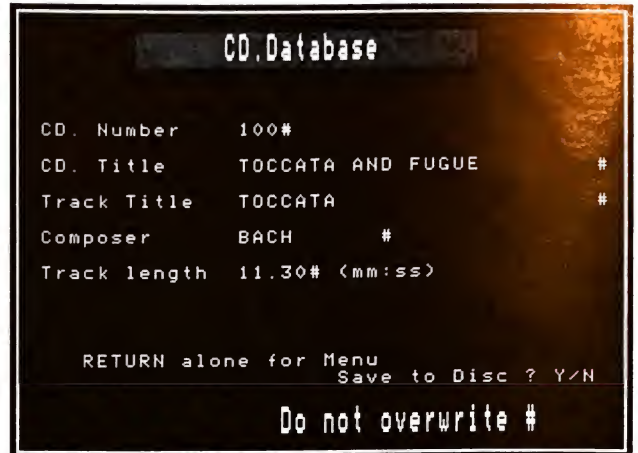 CD.Database
CD. Number 100#
CD. Title TOCCATA AND FUGUE #
Track Title TOCCATA #
Composer BACH #
Track length 11.30# (mm:ss)
RETURN alone for Menu
Save to Disc ? Y/N
Do not overwrite #